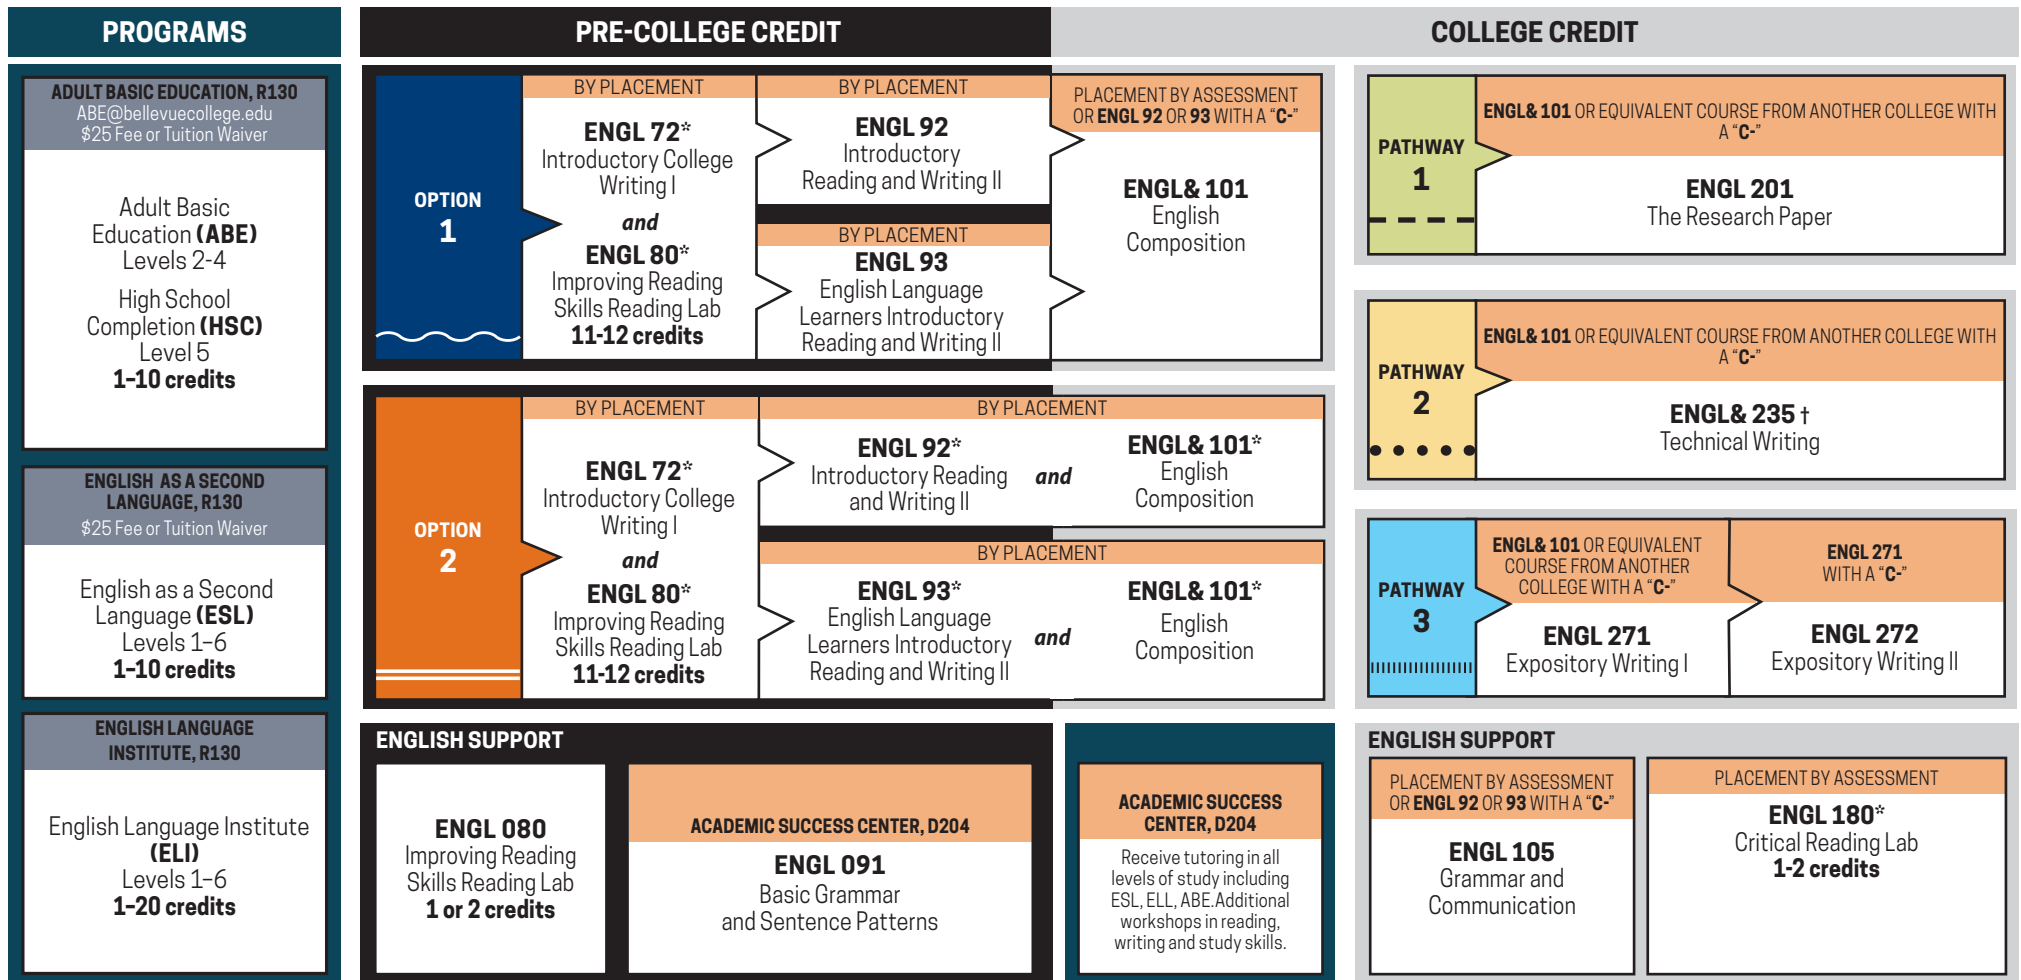 PROGRAMS
ADULT BASIC EDUCATION, R130
ABE@bellevuecollege.edu
$25 Fee or Tuition Waiver
Adult Basic
Education (ABE)
Levels 2-4
High School
Completion (HSC)
Level 5
1–10 credits
ENGLISH AS A SECOND
LANGUAGE, R130
$25 Fee or Tuition Waiver
English as a Second
Language (ESL)
Levels 1–6
1–10 credits
ENGLISH LANGUAGE
INSTITUTE, R130
English Language Institute
(ELI)
Levels 1–6
1–20 credits
PRE-COLLEGE CREDIT
COLLEGE CREDIT
OPTION
1
BY PLACEMENT
ENGL 72*
Introductory College
Writing I
and
ENGL 80*
Improving Reading
Skills Reading Lab
11-12 credits
BY PLACEMENT
ENGL 92
Introductory
Reading and Writing II
BY PLACEMENT
ENGL 93
English Language
Learners Introductory
Reading and Writing II
PLACEMENT BY ASSESSMENT
OR ENGL 92 OR 93 WITH A “C-”
ENGL& 101
English
Composition
OPTION
2
BY PLACEMENT
ENGL 72*
Introductory College
Writing I
and
ENGL 80*
Improving Reading
Skills Reading Lab
11-12 credits
BY PLACEMENT
ENGL 92*
Introductory Reading
and Writing II
and
ENGL& 101*
English
Composition
BY PLACEMENT
ENGL 93*
English Language
Learners Introductory
Reading and Writing II
and
ENGL& 101*
English
Composition
PATHWAY
1
ENGL& 101 OR EQUIVALENT COURSE FROM ANOTHER COLLEGE WITH
A “C-”
ENGL 201
The Research Paper
PATHWAY
2
ENGL& 101 OR EQUIVALENT COURSE FROM ANOTHER COLLEGE WITH
A “C-”
ENGL& 235 †
Technical Writing
PATHWAY
3
ENGL& 101 OR EQUIVALENT
COURSE FROM ANOTHER
COLLEGE WITH A “C-”
ENGL 271
Expository Writing I
ENGL 271
WITH A “C-”
ENGL 272
Expository Writing II
ENGLISH SUPPORT
ENGL 080
Improving Reading
Skills Reading Lab
1 or 2 credits
ACADEMIC SUCCESS CENTER, D204
ENGL 091
Basic Grammar
and Sentence Patterns
ACADEMIC SUCCESS
CENTER, D204
Receive tutoring in all
levels of study including
ESL, ELL, ABE.Additional
workshops in reading,
writing and study skills.
ENGLISH SUPPORT
PLACEMENT BY ASSESSMENT
OR ENGL 92 OR 93 WITH A “C-”
ENGL 105
Grammar and
Communication
PLACEMENT BY ASSESSMENT
ENGL 180*
Critical Reading Lab
1-2 credits